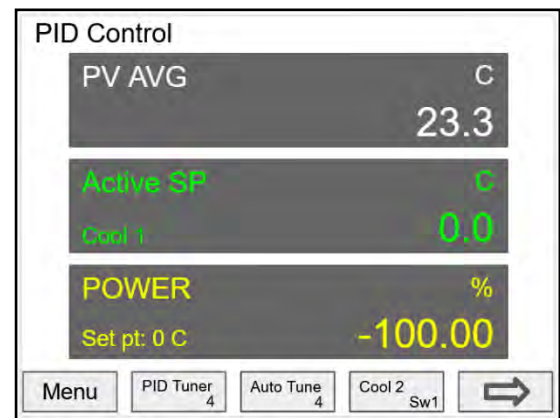 PID Control
PV AVG C
23.3
Active SP C
Cool 1 0.0
POWER %
Set pt: 0 C -100.00
Menu PID Tuner 4 Auto Tune 4 Cool 2 Sw1